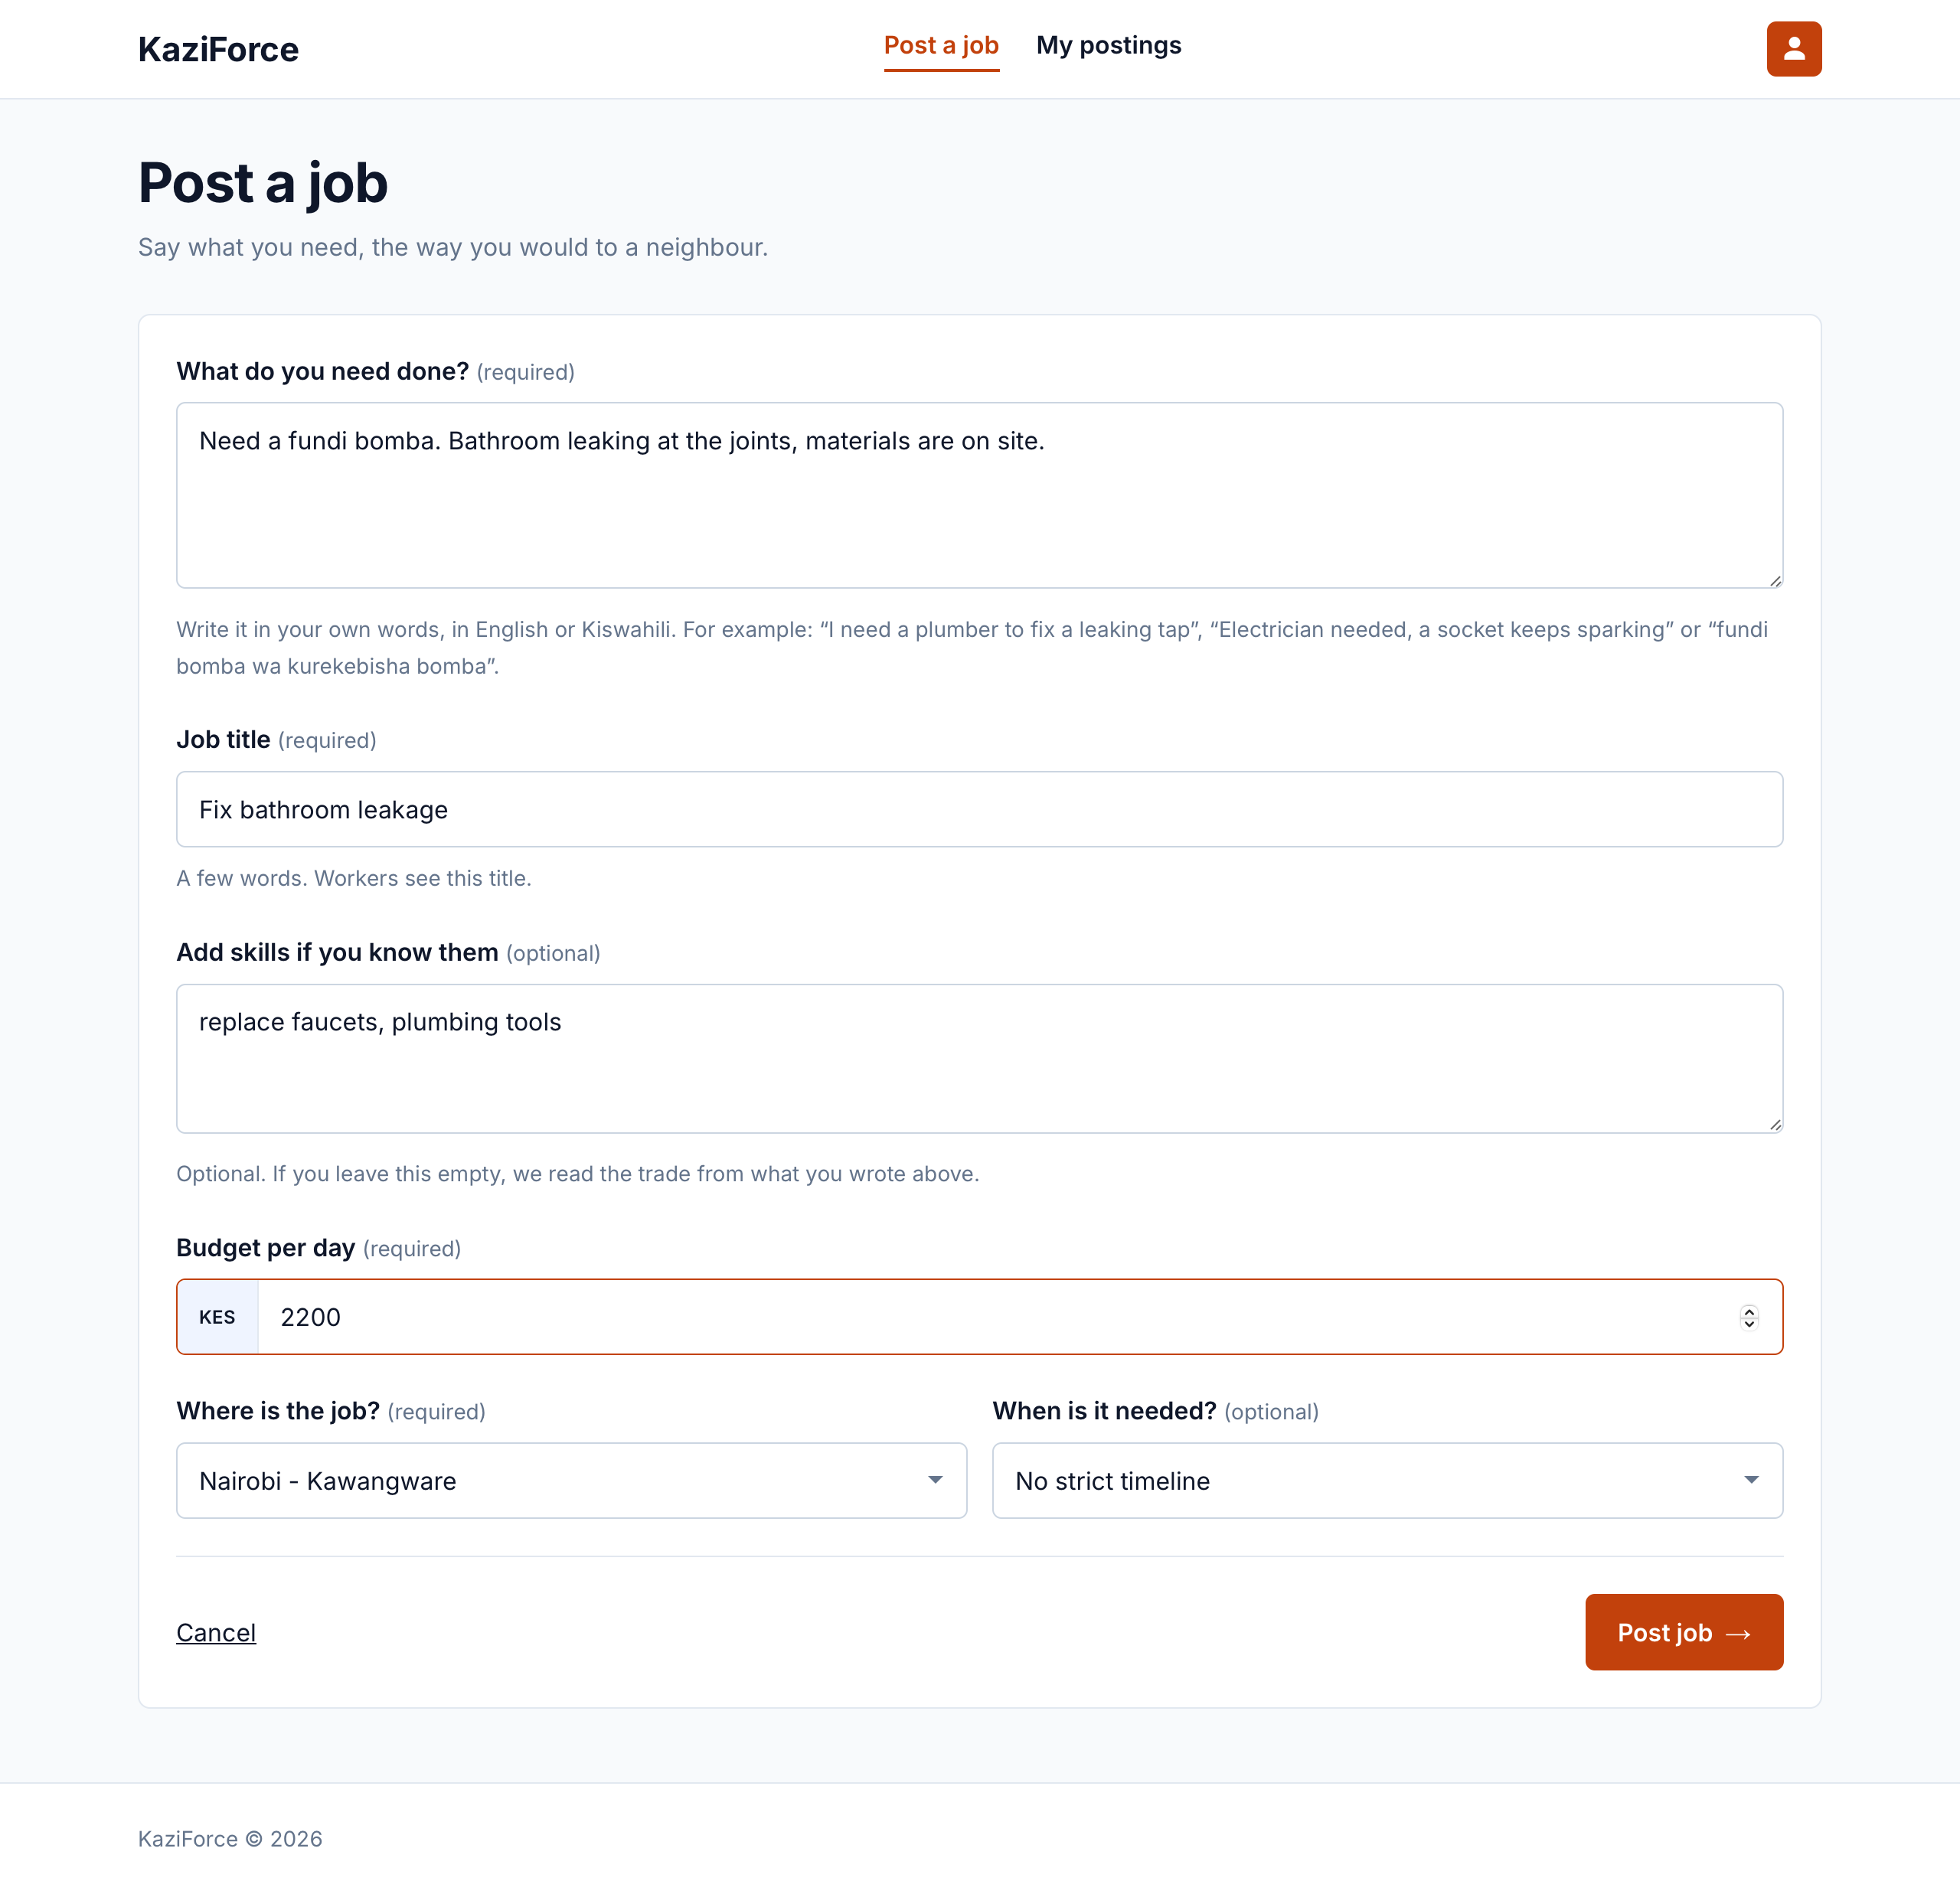 KaziForce
Post a job
My postings
Post a job
Say what you need, the way you would to a neighbour.
What do you need done? (required)
Need a fundi bomba. Bathroom leaking at the joints, materials are on site.
Write it in your own words, in English or Kiswahili. For example: “I need a plumber to fix a leaking tap”, “Electrician needed, a socket keeps sparking” or “fundi
bomba wa kurekebisha bomba”.
Job title (required)
Fix bathroom leakage
A few words. Workers see this title.
Add skills if you know them (optional)
replace faucets, plumbing tools
Optional. If you leave this empty, we read the trade from what you wrote above.
Budget per day (required)
KES 2200
Where is the job? (required)
When is it needed? (optional)
Nairobi - Kawangware
No strict timeline
Cancel
Post job →
KaziForce © 2026